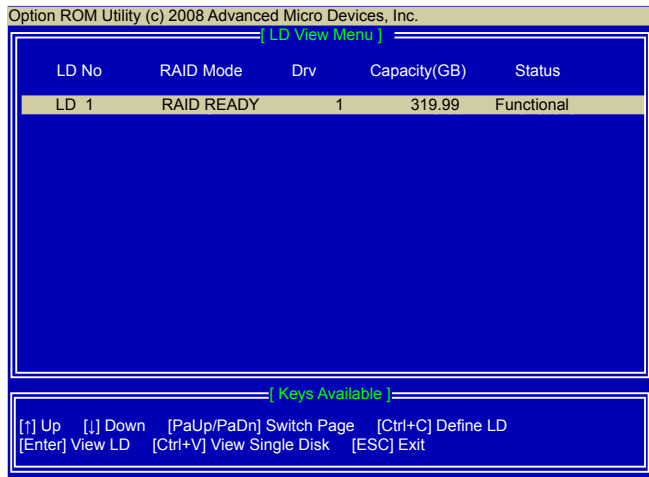 Option ROM Utility (c) 2008 Advanced Micro Devices, Inc.
[ LD View Menu ]
LD No RAID Mode Drv Capacity(GB) Status
LD 1 RAID READY 1 319.99 Functional
[ Keys Available ]
[↑] Up [↓] Down [PaUp/PaDn] Switch Page [Ctrl+C] Define LD
[Enter] View LD [Ctrl+V] View Single Disk [ESC] Exit